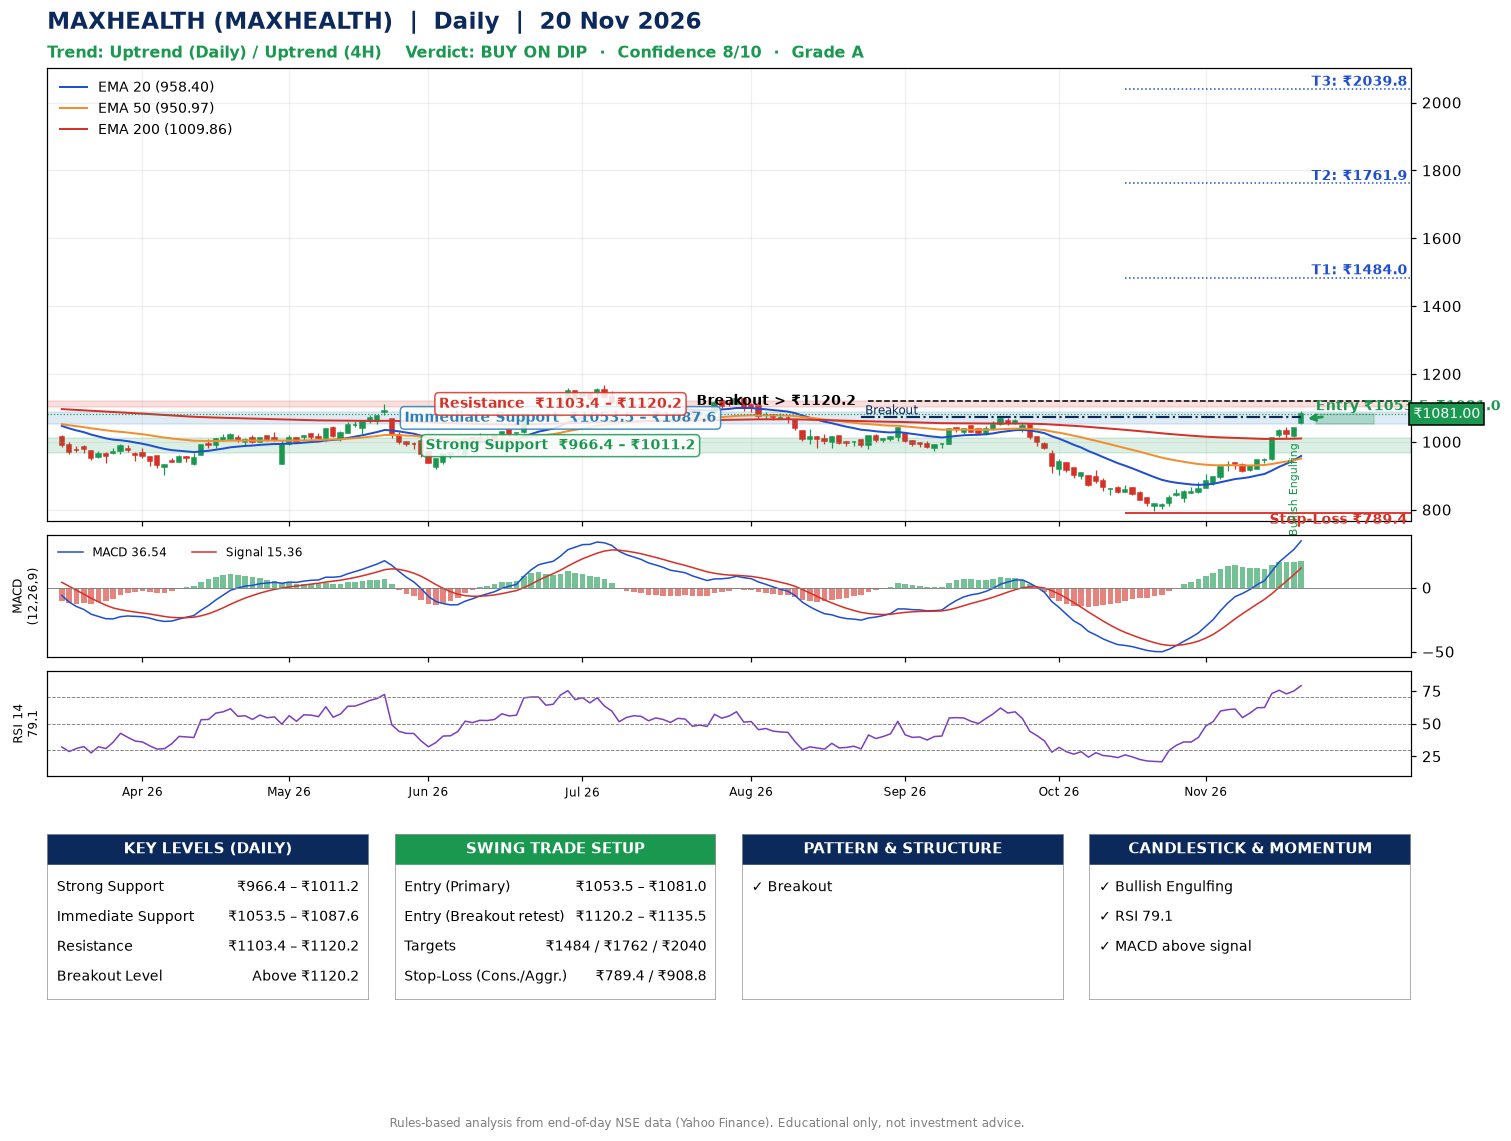 MAXHEALTH (MAXHEALTH) | Daily | 20 Nov 2026
Trend: Uptrend (Daily) / Uptrend (4H) Verdict: BUY ON DIP · Confidence 8/10 · Grade A
EMA 20 (958.40)
EMA 50 (950.97)
EMA 200 (1009.86)
T3: ₹2039.8
T2: ₹1761.9
T1: ₹1484.0
2000
1800
1600
1400
1200
1000
800
Resistance ₹1103.4 – ₹1120.2
Breakout > ₹1120.2
Immediate Support ₹1053.5 – ₹1087.6
Breakout
Entry
₹1081.00
Strong Support ₹966.4 – ₹1011.2
Bullish Engulfing
Stop-Loss ₹789.4
MACD 36.54
Signal 15.36
MACD
(12,26,9)
0
−50
RSI 14
79.1
75
50
25
Apr 26 May 26 Jun 26 Jul 26 Aug 26 Sep 26 Oct 26 Nov 26
KEY LEVELS (DAILY)
Strong Support ₹966.4 – ₹1011.2
Immediate Support ₹1053.5 – ₹1087.6
Resistance ₹1103.4 – ₹1120.2
Breakout Level Above ₹1120.2
SWING TRADE SETUP
Entry (Primary) ₹1053.5 – ₹1081.0
Entry (Breakout retest) ₹1120.2 – ₹1135.5
Targets ₹1484 / ₹1762 / ₹2040
Stop-Loss (Cons./Aggr.) ₹789.4 / ₹908.8
PATTERN & STRUCTURE
✓ Breakout
CANDLESTICK & MOMENTUM
✓ Bullish Engulfing
✓ RSI 79.1
✓ MACD above signal
Rules-based analysis from end-of-day NSE data (Yahoo Finance). Educational only, not investment advice.